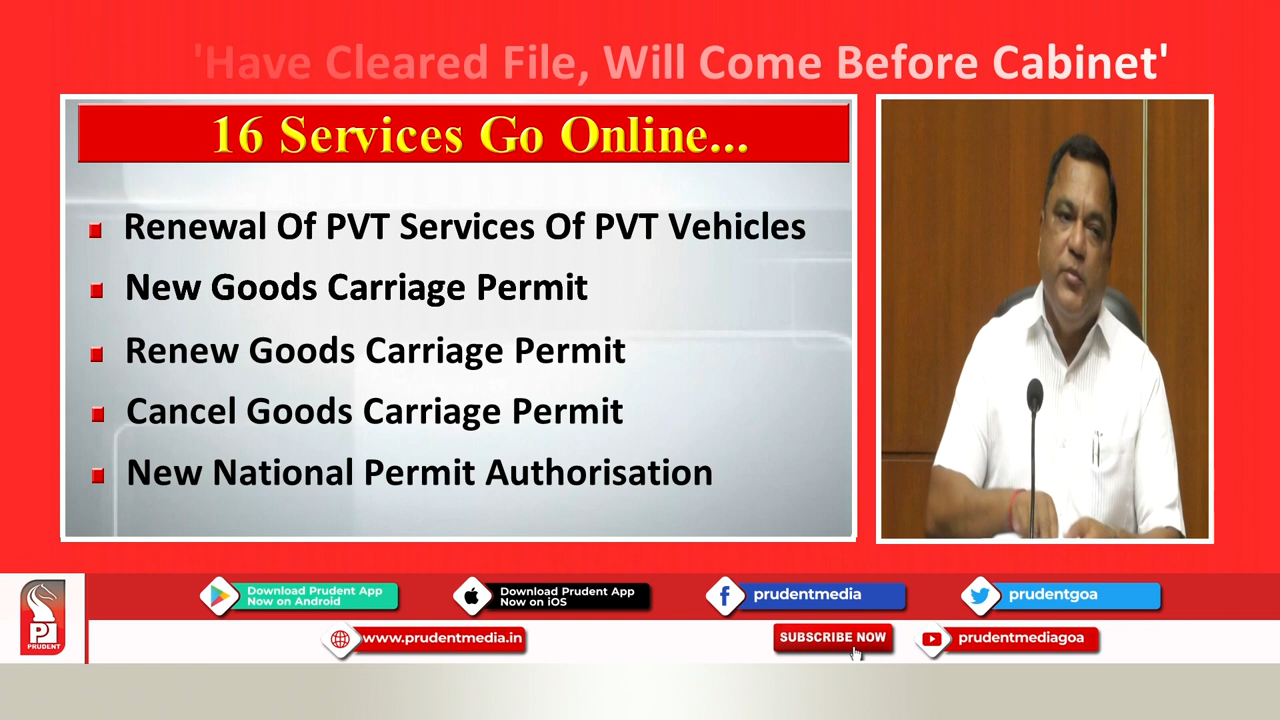 'Have Cleared File, Will Come Before Cabinet'
16 Services Go Online...
Renewal Of PVT Services Of PVT Vehicles
New Goods Carriage Permit
Renew Goods Carriage Permit
Cancel Goods Carriage Permit
New National Permit Authorisation
PRUDENT
Download Prudent App
Now on Android
Download Prudent App
Now on iOS
prudentmedia
prudentgoa
www.prudentmedia.in
SUBSCRIBE NOW
prudentmediagoa